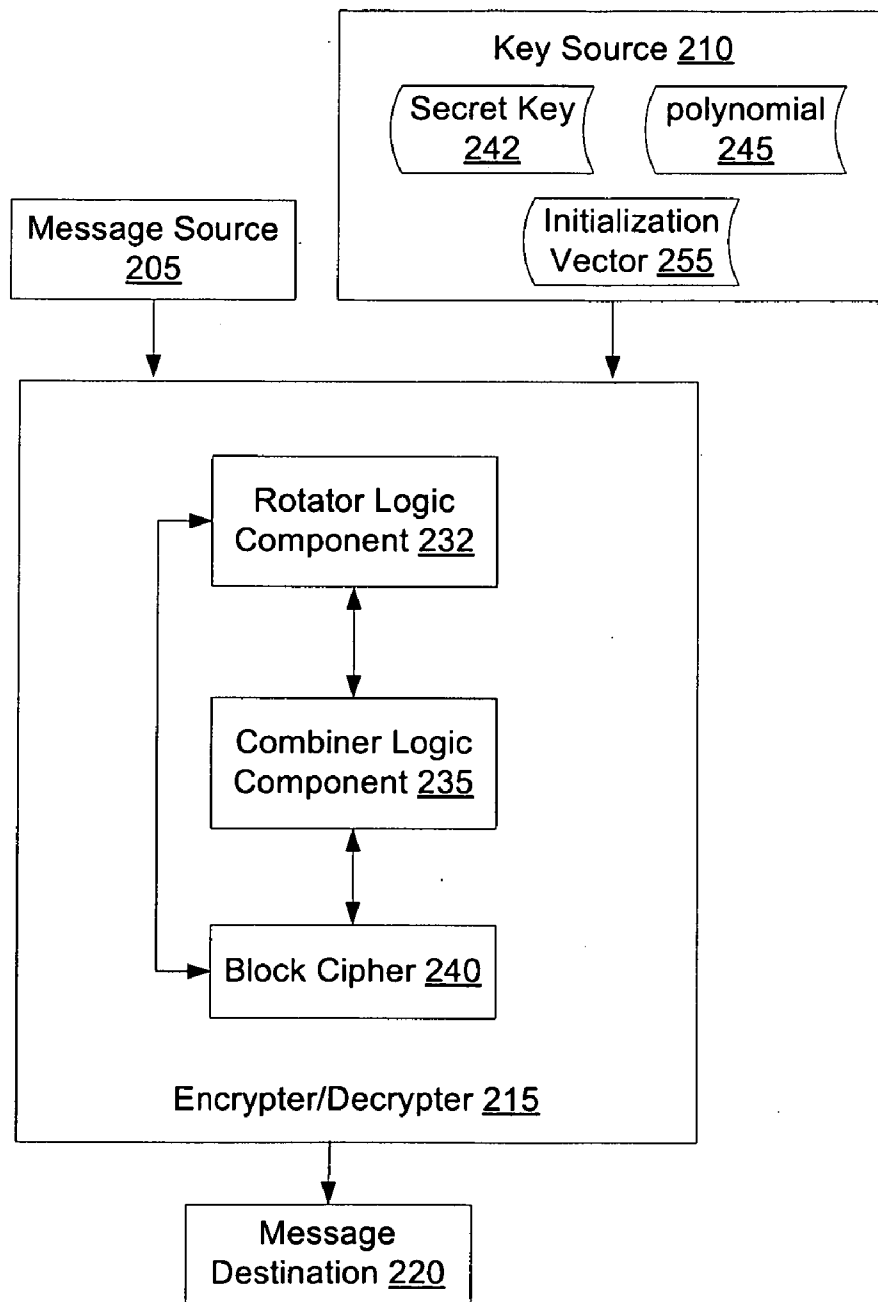 Key Source 210
Secret Key
242
polynomial
245
Initialization
Vector 255
Message Source
205
Rotator Logic
Component 232
Combiner Logic
Component 235
Block Cipher 240
Encrypter/Decrypter 215
Message
Destination 220